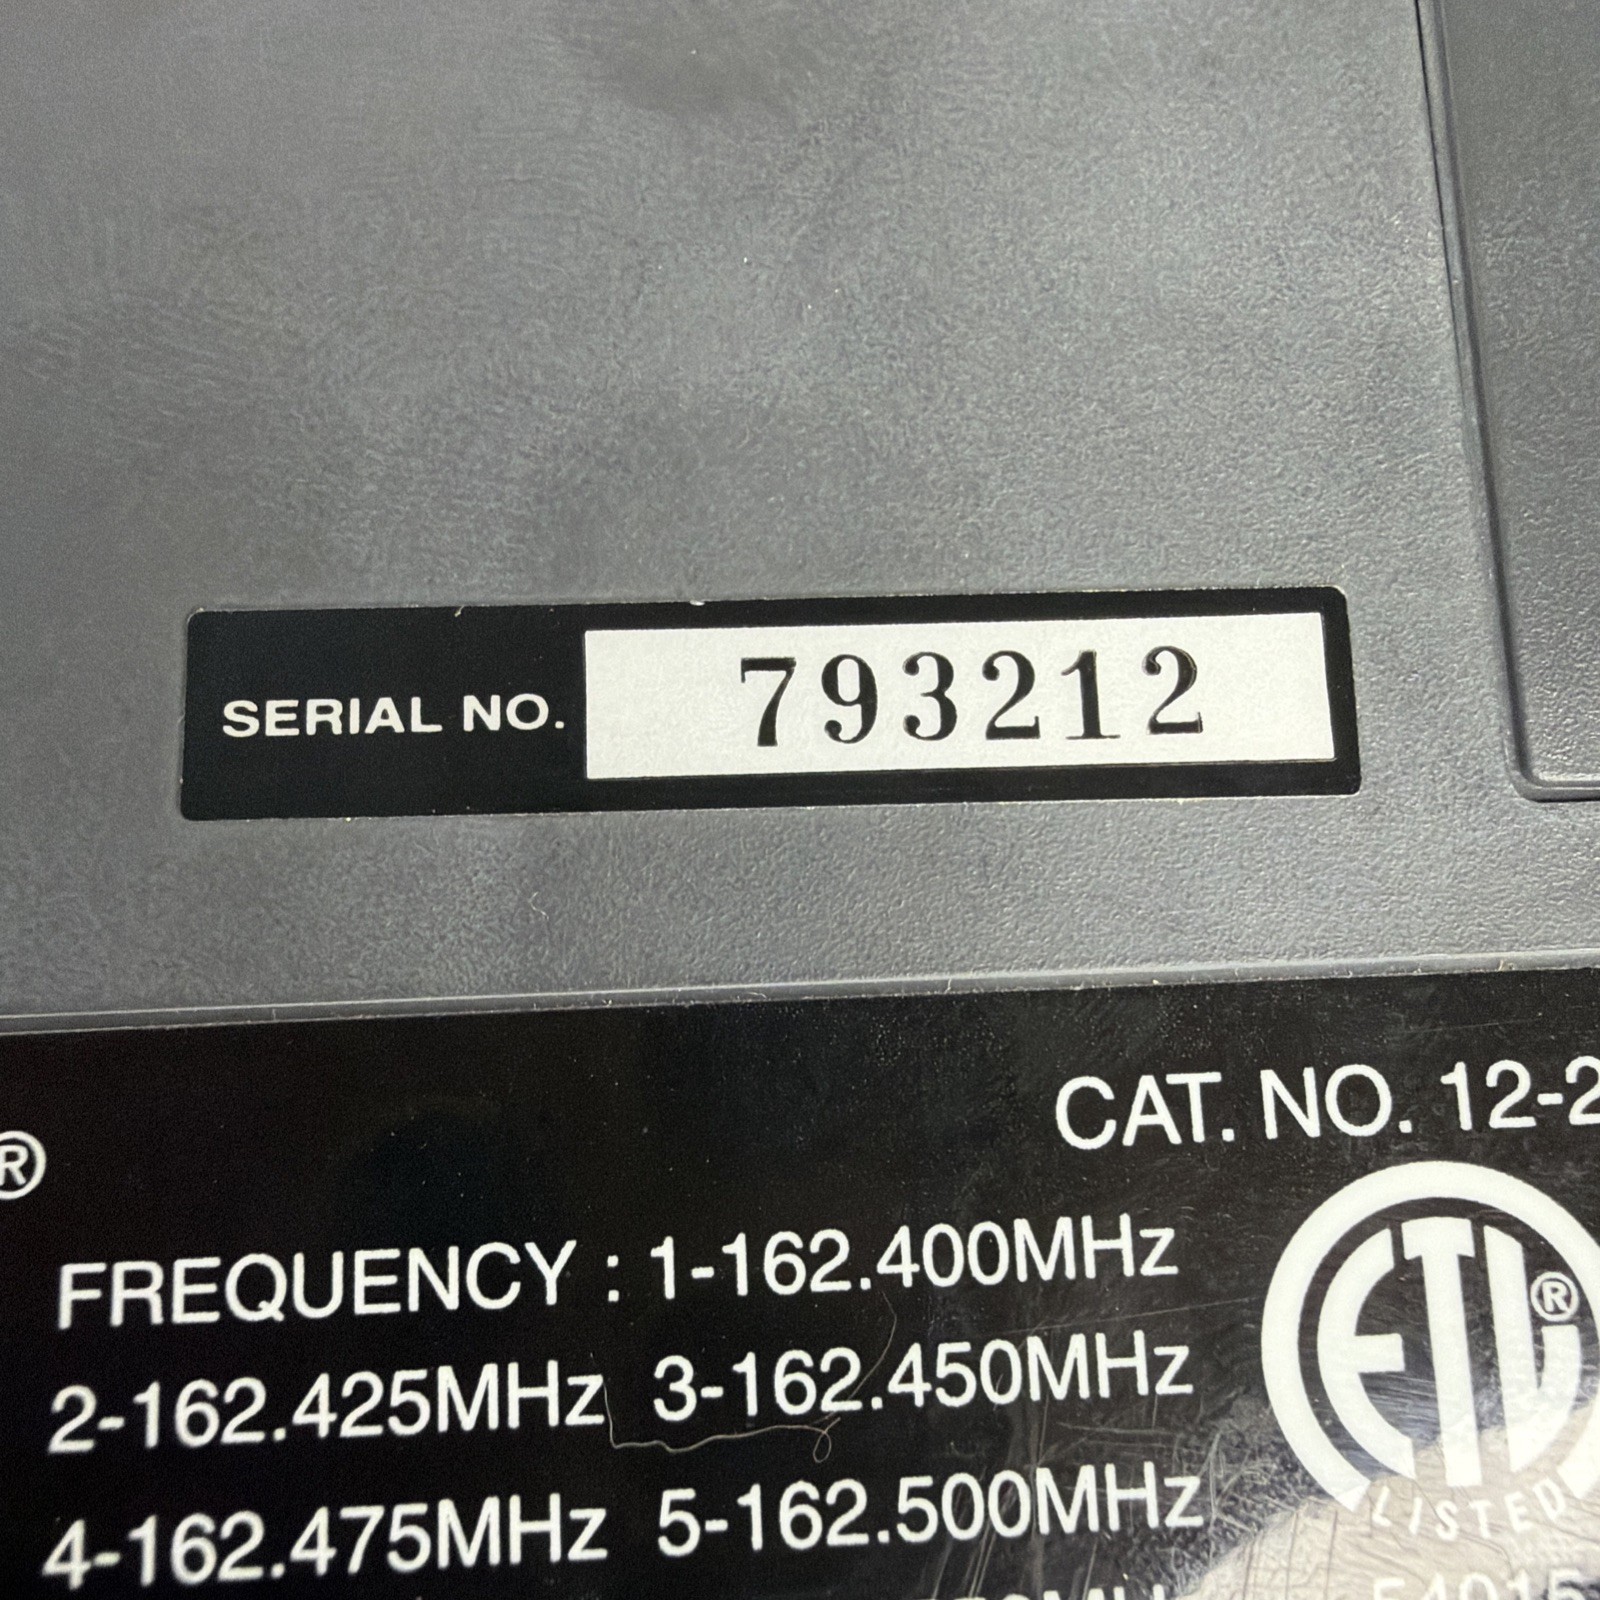 SERIAL NO. 793212
CAT. NO. 12-2
®
FREQUENCY : 1-162.400MHz
2-162.425MHz 3-162.450MHz
4-162.475MHz 5-162.500MHz
ETL®
LISTED